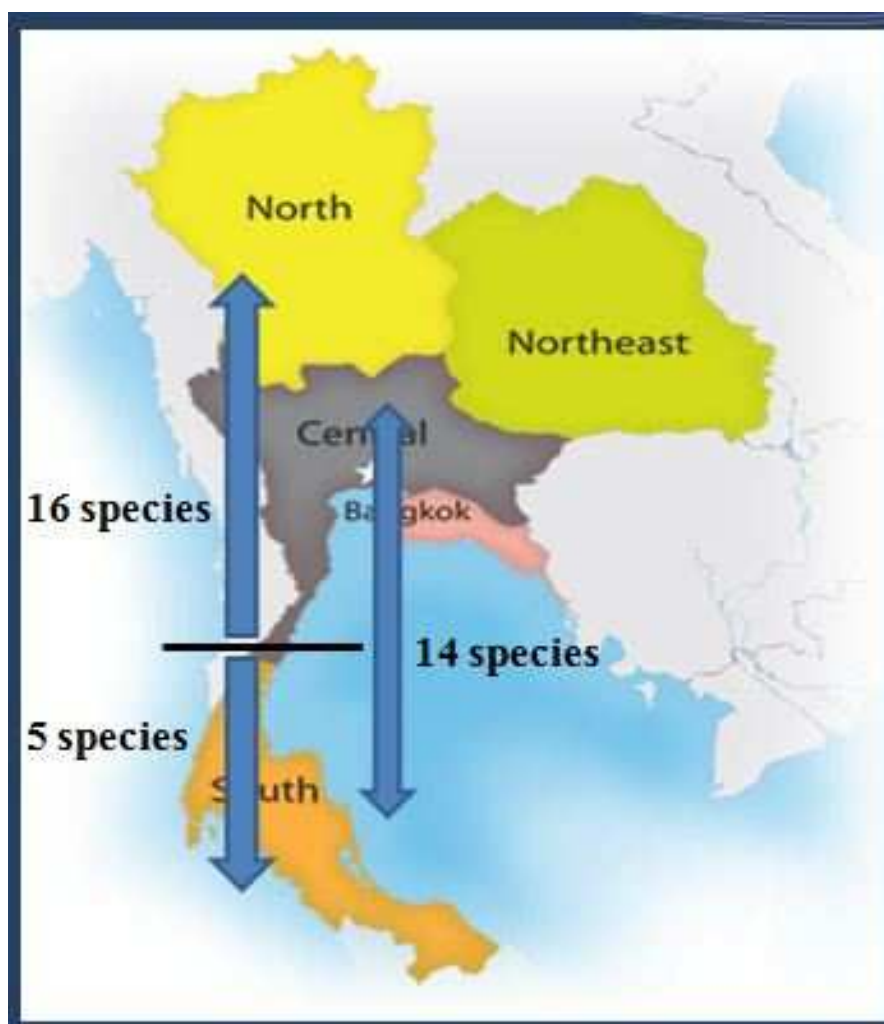 North
Northeast
Central
16 species
Bangkok
14 species
5 species
South